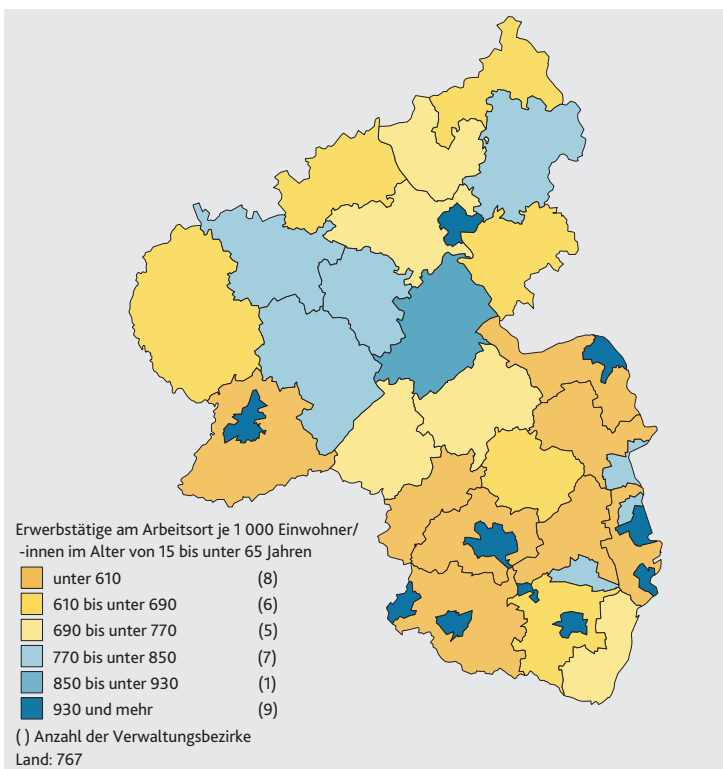 Erwerbstätige am Arbeitsort je 1 000 Einwohner/
-innen im Alter von 15 bis unter 65 Jahren
unter 610 (8)
610 bis unter 690 (6)
690 bis unter 770 (5)
770 bis unter 850 (7)
850 bis unter 930 (1)
930 und mehr (9)
( ) Anzahl der Verwaltungsbezirke
Land: 767